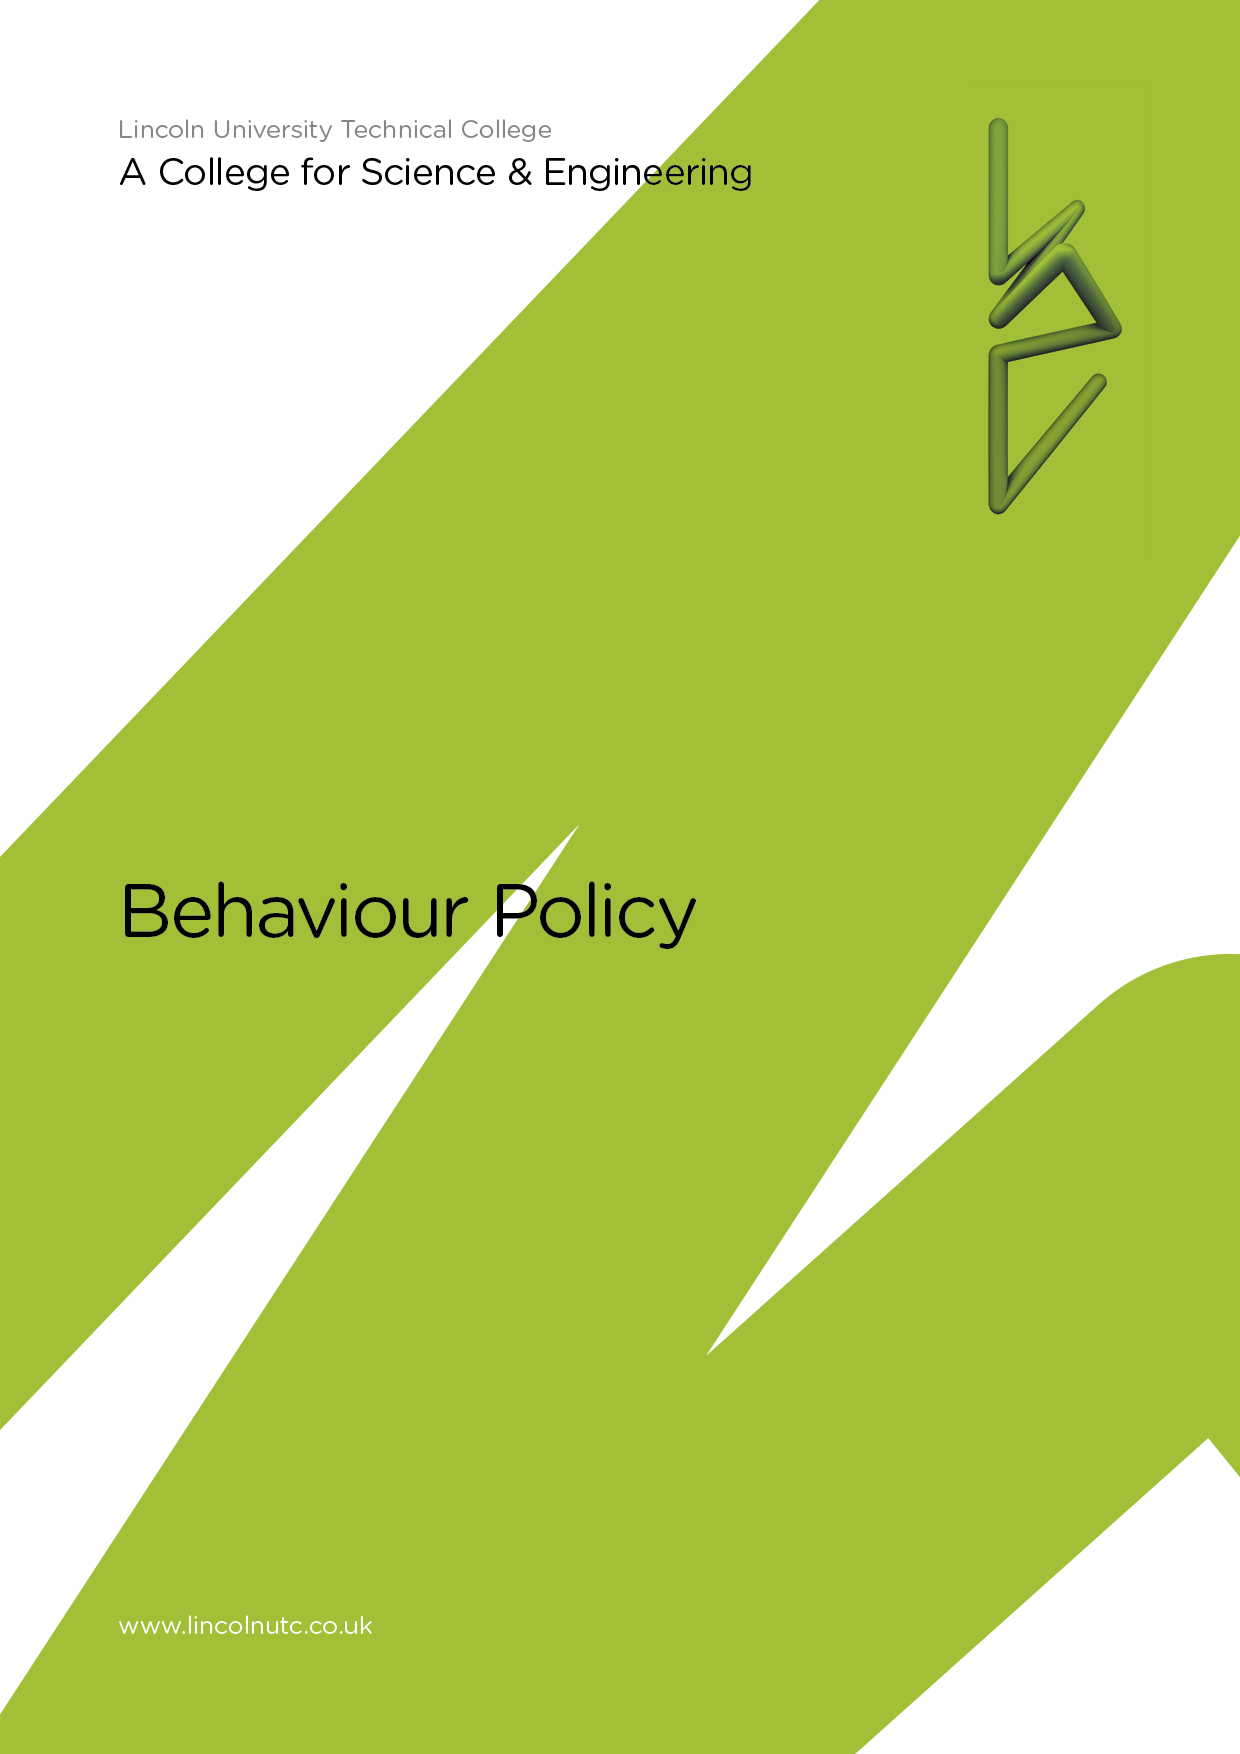 Lincoln University Technical College
A College for Science & Engineering
Behaviour Policy
www.lincolnutc.co.uk